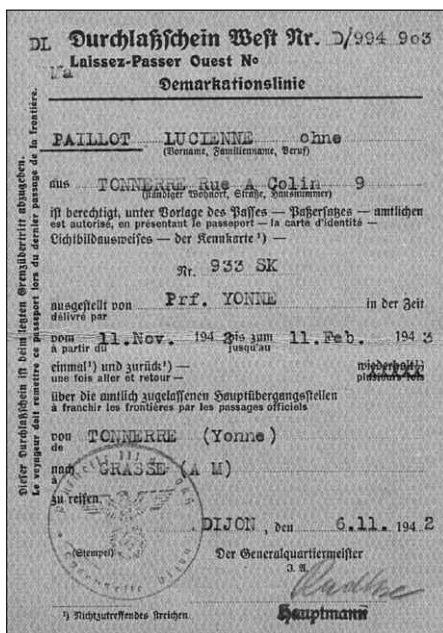 DL Durchlaßschein West Nr. D/994 903
Laissez-Passer Ouest No
Demarkationslinie
PAILLOT LUCIENNE ohne
(Vorname, Familienname, Beruf)
aus TONNERRE Rue A Colin 9
(ständiger Wohnort, Straße, Hausnummer)
ist berechtigt, unter Vorlage des Passes — Paßersatzes — amtlichen
est autorisé, en présentant le passeport — la carte d'identité —
Lichtbildausweises — der Kennkarte ¹) —
Nr. 933 SK
ausgestellt von Prf. YONNE in der Zeit
délivré par
vom 11.Nov. 1942 bis zum 11.Feb. 1943
à partir du jusqu'au
einmal¹) und zurück¹) — wiederholt¹)
une fois aller et retour — plusieurs fois
über die amtlich zugelassenen Hauptübergangsstellen
à franchir les frontières par les passages officiels
von TONNERRE (Yonne)
de
nach GRASSE (A M)
à
zu reisen.
DIJON, den 6.11. 1942
(Stempel) Der Generalquartiermeister
J. A.
Hauptmann
¹) Nichtzutreffendes streichen.
Dieser Durchlaßschein ist beim letzten Grenzübertritt abzugeben.
Le voyageur doit remettre ce passeport lors du dernier passage de la frontière.